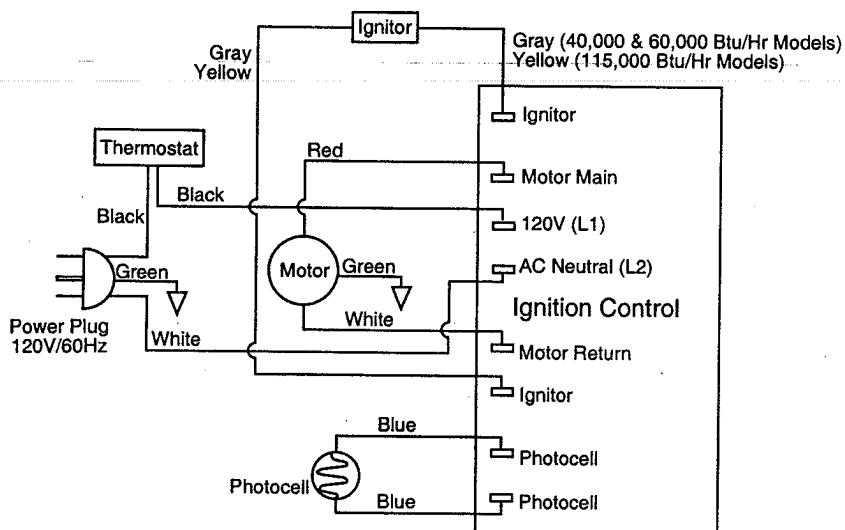 Ignitor
Gray
Yellow
Gray (40,000 & 60,000 Btu/Hr Models)
Yellow (115,000 Btu/Hr Models)
Ignitor
Thermostat
Red
Motor Main
Black
Black
120V (L1)
Green
Motor
Green
AC Neutral (L2)
Ignition Control
Power Plug
120V/60Hz
White
White
Motor Return
Ignitor
Blue
Photocell
Photocell
Blue
Photocell